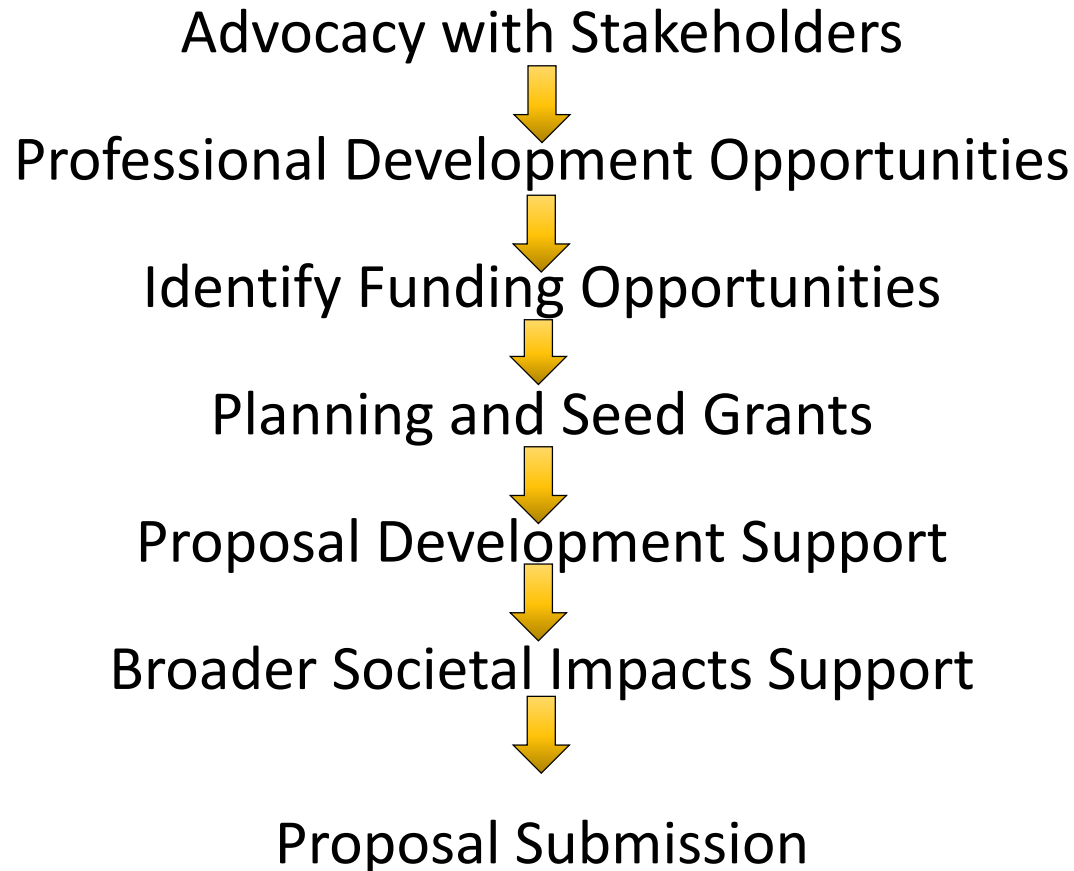 Advocacy with Stakeholders
Professional Development Opportunities
Identify Funding Opportunities
Planning and Seed Grants
Proposal Development Support
Broader Societal Impacts Support
Proposal Submission